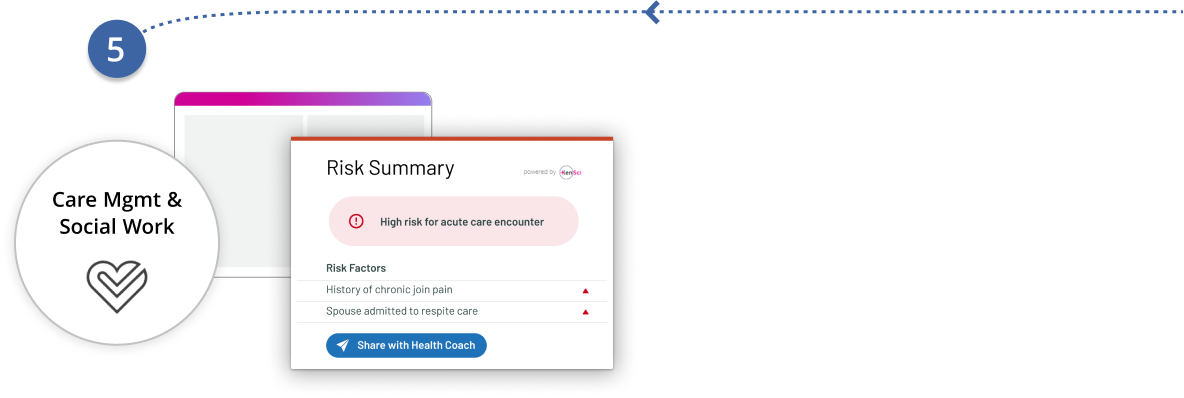 5
Care Mgmt &
Social Work
Risk Summary
powered by KenSci
High risk for acute care encounter
Risk Factors
History of chronic join pain
Spouse admitted to respite care
Share with Health Coach